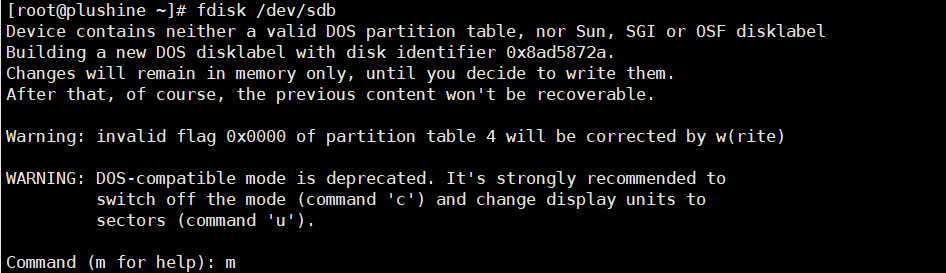 [root@plushine ~]# fdisk /dev/sdb
Device contains neither a valid DOS partition table, nor Sun, SGI or OSF disklabel
Building a new DOS disklabel with disk identifier 0x8ad5872a.
Changes will remain in memory only, until you decide to write them.
After that, of course, the previous content won't be recoverable.
Warning: invalid flag 0x0000 of partition table 4 will be corrected by w(rite)
WARNING: DOS-compatible mode is deprecated. It's strongly recommended to
switch off the mode (command 'c') and change display units to
sectors (command 'u').
Command (m for help): m